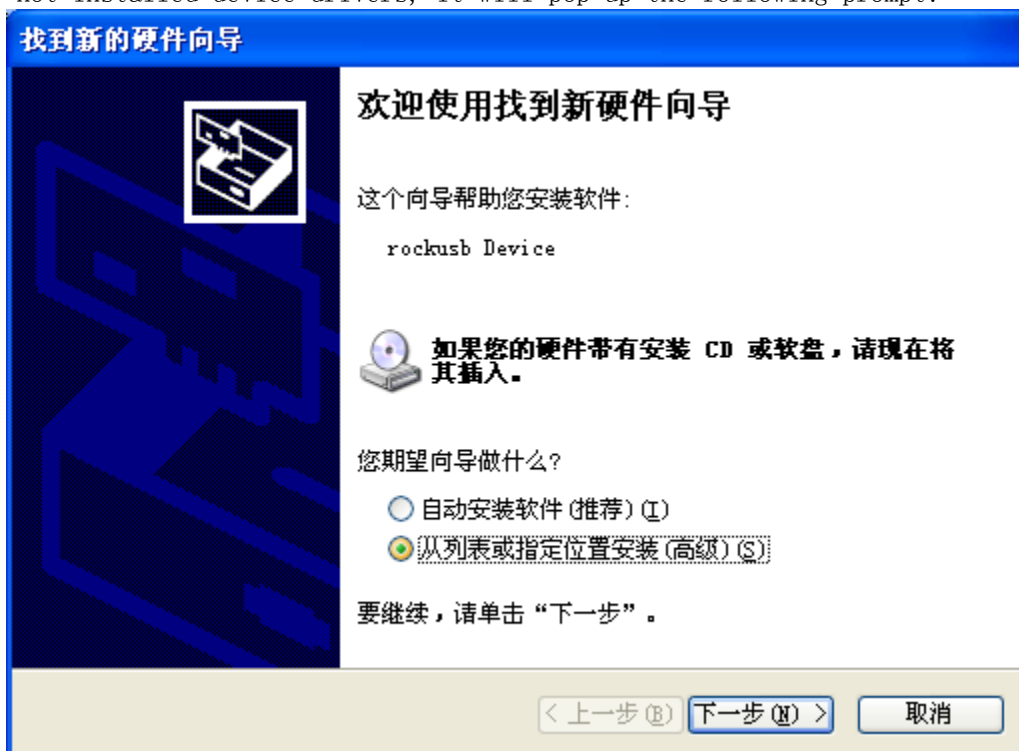 not installed device drivers, it will pop up the following prompt:
找到新的硬件向导
欢迎使用找到新硬件向导
这个向导帮助您安装软件:
rockusb Device
如果您的硬件带有安装 CD 或软盘，请现在将
其插入。
您期望向导做什么?
自动安装软件(推荐)(I)
从列表或指定位置安装(高级)(S)
要继续，请单击“下一步”。
< 上一步(B) 下一步(N) > 取消